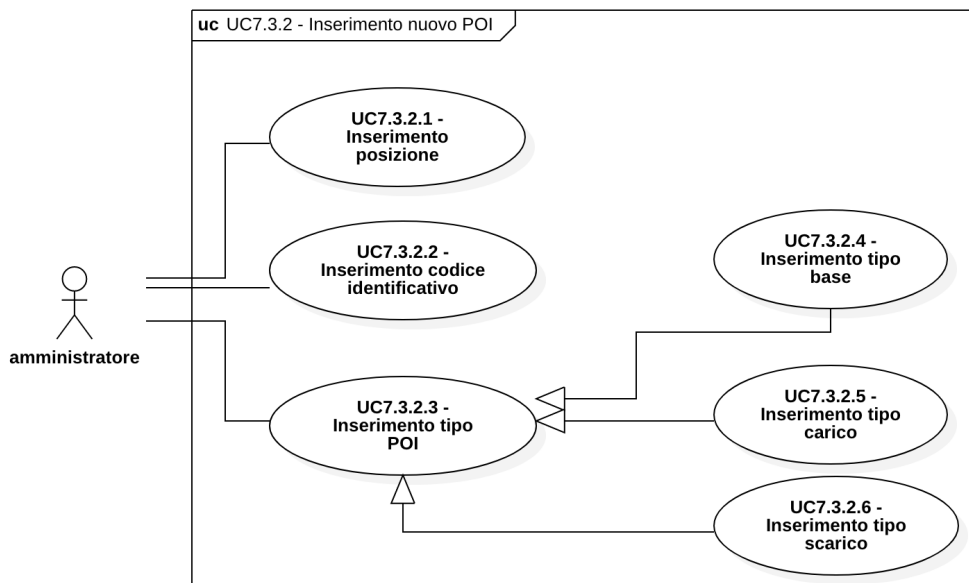 uc UC7.3.2 - Inserimento nuovo POI
UC7.3.2.1 -
Inserimento
posizione
UC7.3.2.2 -
Inserimento codice
identificativo
UC7.3.2.4 -
Inserimento tipo
base
amministratore
UC7.3.2.3 -
Inserimento tipo
POI
UC7.3.2.5 -
Inserimento tipo
carico
UC7.3.2.6 -
Inserimento tipo
scarico